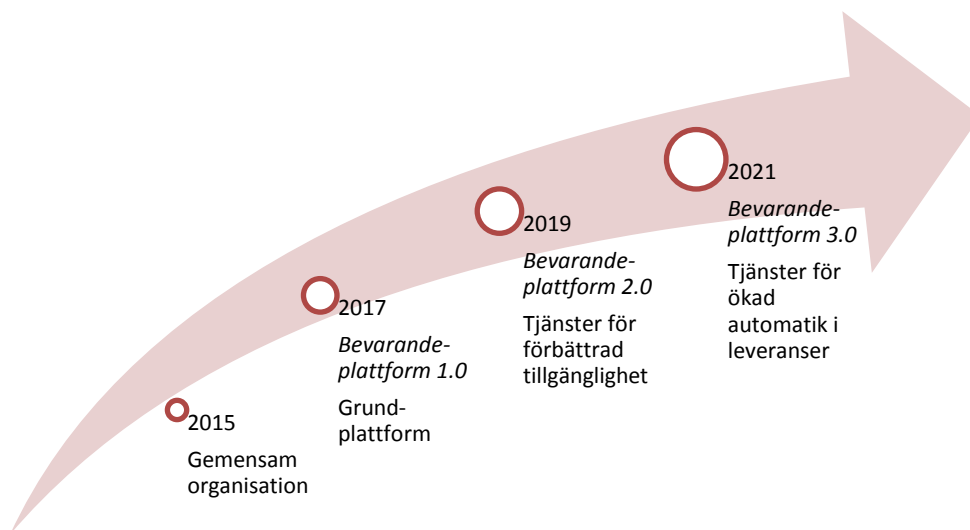 2015
Gemensam
organisation
2017
Bevarande-
plattform 1.0
Grund-
plattform
2019
Bevarande-
plattform 2.0
Tjänster för
förbättrad
tillgänglighet
2021
Bevarande-
plattform 3.0
Tjänster för
ökad
automatik i
leveranser